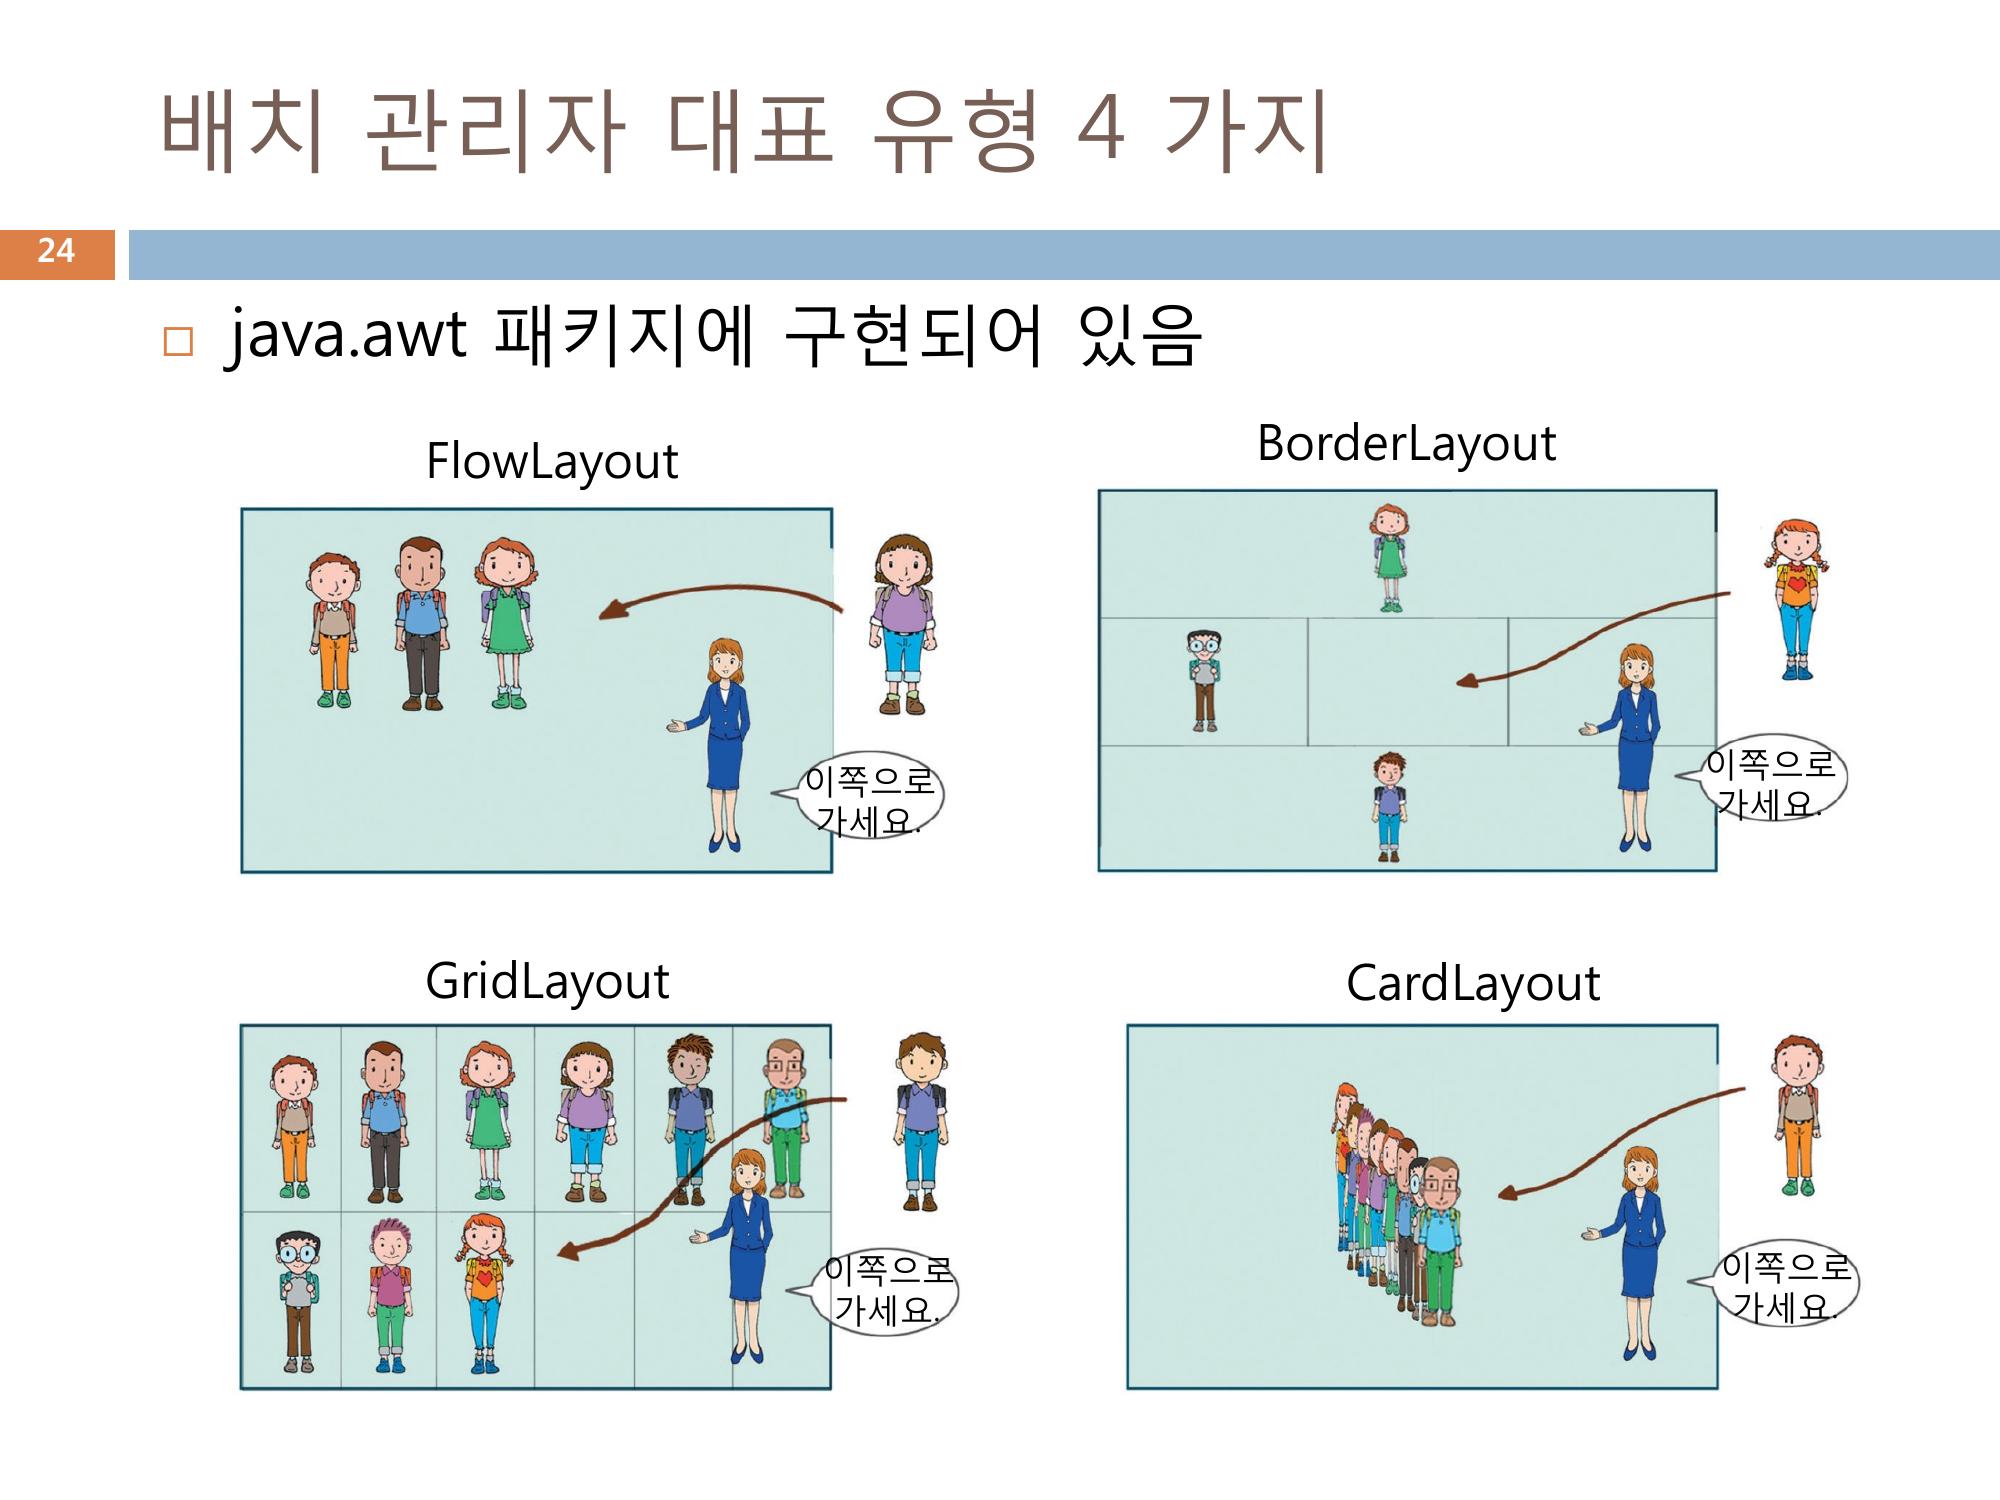 배치 관리자 대표 유형 4 가지
24
java.awt 패키지에 구현되어 있음
FlowLayout
이쪽으로
가세요.
BorderLayout
이쪽으로
가세요.
GridLayout
이쪽으로
가세요.
CardLayout
이쪽으로
가세요.